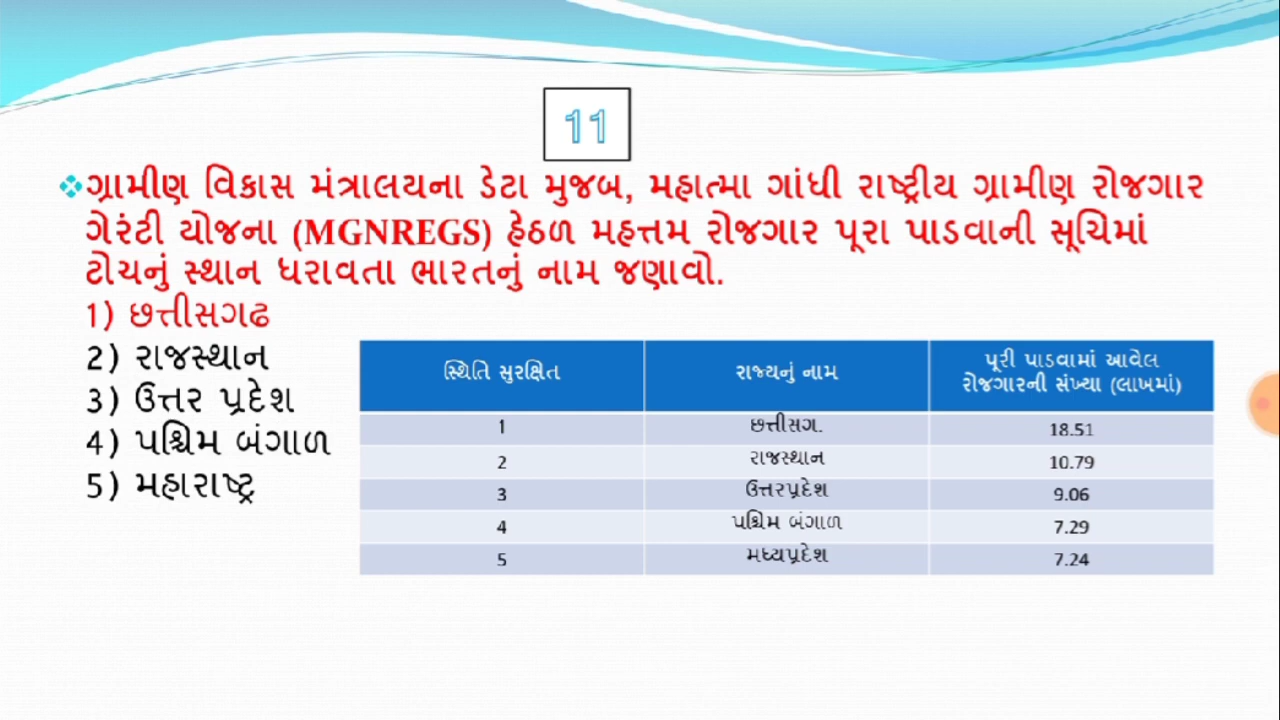 11
ગ્રામીણ વિકાસ મંત્રાલયના ડેટા મુજબ, મહાત્મા ગાંધી રાષ્ટ્રીય ગ્રામીણ રોજગાર
ગેરંટી યોજના (MGNREGS) હેઠળ મહત્તમ રોજગાર પૂરા પાડવાની સૂચિમાં
ટોચનું સ્થાન ધરાવતા ભારતનું નામ જણાવો.
1) છત્તીસગઢ
2) રાજસ્થાન
3) ઉત્તર પ્રદેશ
4) પશ્ચિમ બંગાળ
5) મહારાષ્ટ્ર
સ્થિતિ સુરક્ષિત રાજ્યનું નામ પૂરી પાડવામાં આવેલ
રોજગારની સંખ્યા (લાખમાં)
1 છત્તીસગ. 18.51
2 રાજસ્થાન 10.79
3 ઉત્તરપ્રદેશ 9.06
4 પશ્ચિમ બંગાળ 7.29
5 મધ્યપ્રદેશ 7.24